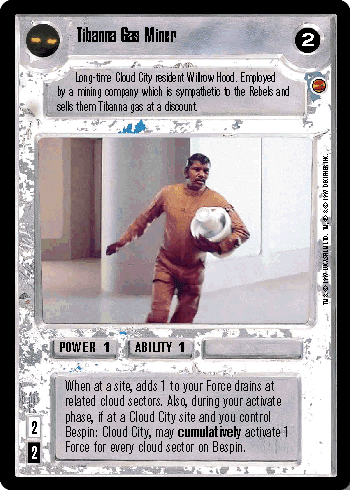 Tibanna Gas Miner
2
Long-time Cloud City resident Willrow Hood. Employed
by a mining company which is sympathetic to the Rebels and
sells them Tibanna gas at a discount.
POWER 1
ABILITY 1
When at a site, adds 1 to your Force drains at
related cloud sectors. Also, during your activate
phase, if at a Cloud City site and you control
Bespin: Cloud City, may cumulatively activate 1
Force for every cloud sector on Bespin.
2
2